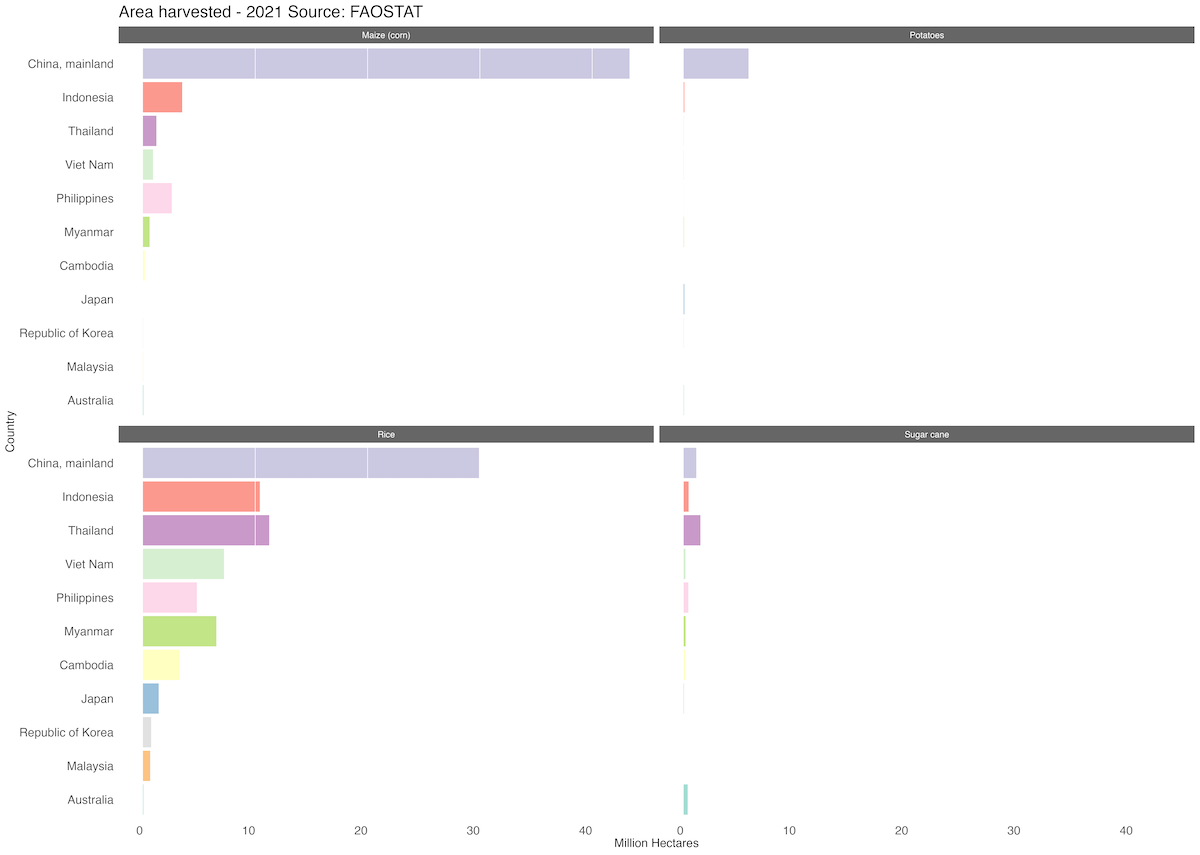 Area harvested - 2021 Source: FAOSTAT
Maize (corn)
Potatoes
China, mainland
Indonesia
Thailand
Viet Nam
Philippines
Myanmar
Cambodia
Japan
Republic of Korea
Malaysia
Australia
Country
Rice
Sugar cane
China, mainland
Indonesia
Thailand
Viet Nam
Philippines
Myanmar
Cambodia
Japan
Republic of Korea
Malaysia
Australia
0 10 20 30 40
0 10 20 30 40
Million Hectares